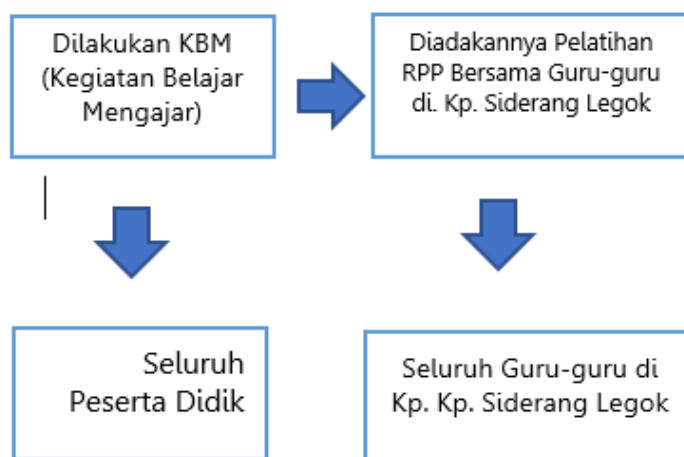 Dilakukan KBM
(Kegiatan Belajar
Mengajar)
Diadakannya Pelatihan
RPP Bersama Guru-guru
di. Kp. Siderang Legok
Seluruh
Peserta Didik
Seluruh Guru-guru di
Kp. Kp. Siderang Legok